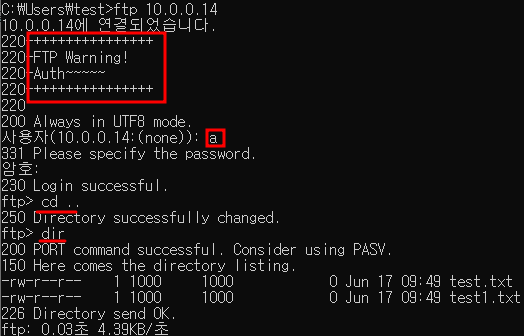 C:\Users\test>ftp 10.0.0.14
10.0.0.14에 연결되었습니다.
220-++++++++++++++++
220-FTP Warning!
220-Auth~~~~~
220-++++++++++++++++
220
200 Always in UTF8 mode.
사용자(10.0.0.14:(none)): a
331 Please specify the password.
암호:
230 Login successful.
ftp> cd ..
250 Directory successfully changed.
ftp> dir
200 PORT command successful. Consider using PASV.
150 Here comes the directory listing.
-rw-r--r--    1 1000     1000            0 Jun 17 09:49 test.txt
-rw-r--r--    1 1000     1000            0 Jun 17 09:49 test1.txt
226 Directory send OK.
ftp: 0.03초 4.39KB/초